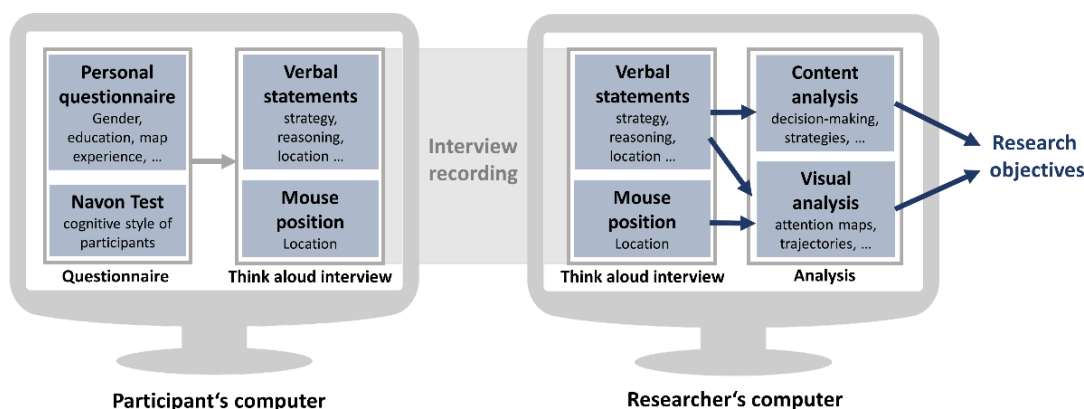 Personal
questionnaire
Gender,
education, map
experience, ...
Navon Test
cognitive style of
participants
Questionnaire
Verbal
statements
strategy,
reasoning,
location ...
Mouse
position
Location
Think aloud interview
Interview
recording
Verbal
statements
strategy,
reasoning,
location ...
Mouse
position
Location
Think aloud interview
Content
analysis
decision-making,
strategies, ...
Visual
analysis
attention maps,
trajectories, ...
Analysis
Research
objectives
Participant‘s computer
Researcher‘s computer